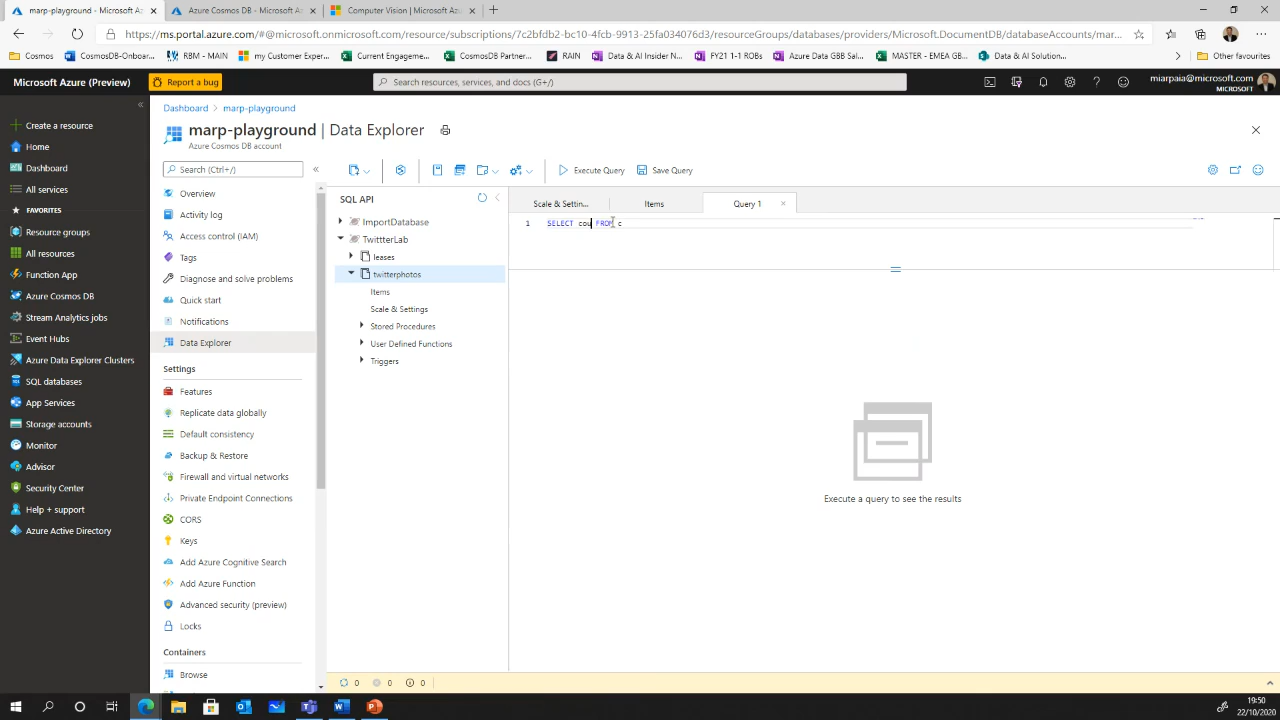 marp-playground - Microsoft Az
Azure Cosmos DB - Microsoft Az
Computer Vision | Microsoft Az
https://ms.portal.azure.com/#@microsoft.onmicrosoft.com/resource/subscriptions/7c2bfdb2-bc10-4fcb-9913-25fa034076d3/resourceGroups/databases/providers/Microsoft.DocumentDB/databaseAccounts/mar...
Cosmos
CosmosDB-Onboar...
RBM - MAIN
my Customer Exper...
Current Engageme...
CosmosDB Partner...
RAIN
Data & AI Insider N...
FY21 1-1 ROBs
Azure Data GBB Sal...
MASTER - EMEA GB...
Data & AI Solution...
Other favourites
Microsoft Azure (Preview)
Report a bug
Search resources, services, and docs (G+/)
miarpaia@microsoft.com
MICROSOFT
Create a resource
Home
Dashboard
All services
FAVORITES
Resource groups
All resources
Function App
Azure Cosmos DB
Stream Analytics jobs
Event Hubs
Azure Data Explorer Clusters
SQL databases
App Services
Storage accounts
Monitor
Advisor
Security Center
Help + support
Azure Active Directory
Dashboard > marp-playground
marp-playground | Data Explorer
Azure Cosmos DB account
Search (Ctrl+/)
Overview
Activity log
Access control (IAM)
Tags
Diagnose and solve problems
Quick start
Notifications
Data Explorer
Settings
Features
Replicate data globally
Default consistency
Backup & Restore
Firewall and virtual networks
Private Endpoint Connections
CORS
Keys
Add Azure Cognitive Search
Add Azure Function
Advanced security (preview)
Locks
Containers
Browse
Execute Query
Save Query
SQL API
ImportDatabase
TwittterLab
leases
twitterphotos
Items
Scale & Settings
Stored Procedures
User Defined Functions
Triggers
Scale & Settin...
Items
Query 1
1 SELECT cou FROM c
Execute a query to see the results
0 0 0
19:50
22/10/2020